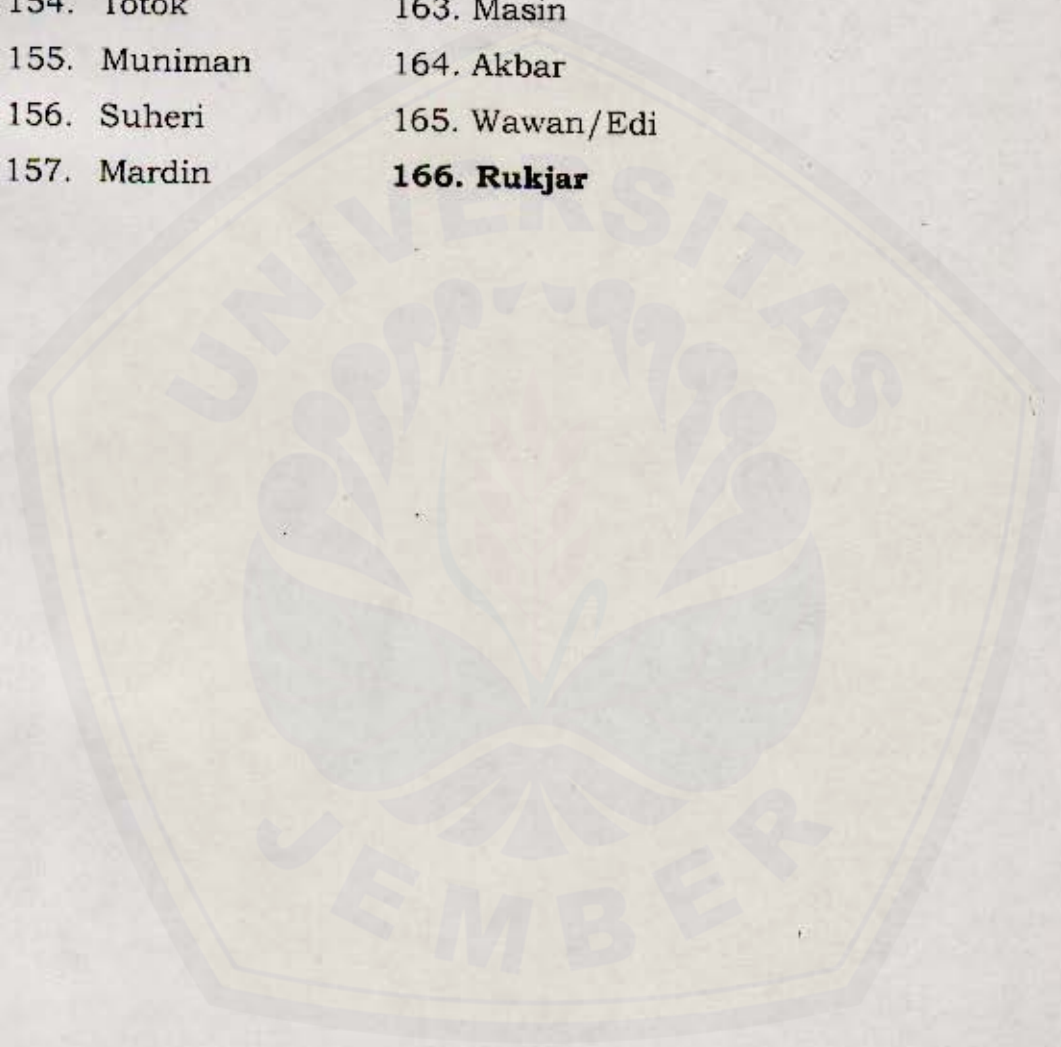 154. Totok 163. Masin
155. Muniman 164. Akbar
156. Suheri 165. Wawan/Edi
157. Mardin 166. Rukjar
UNIVERSITAS
JEMBER